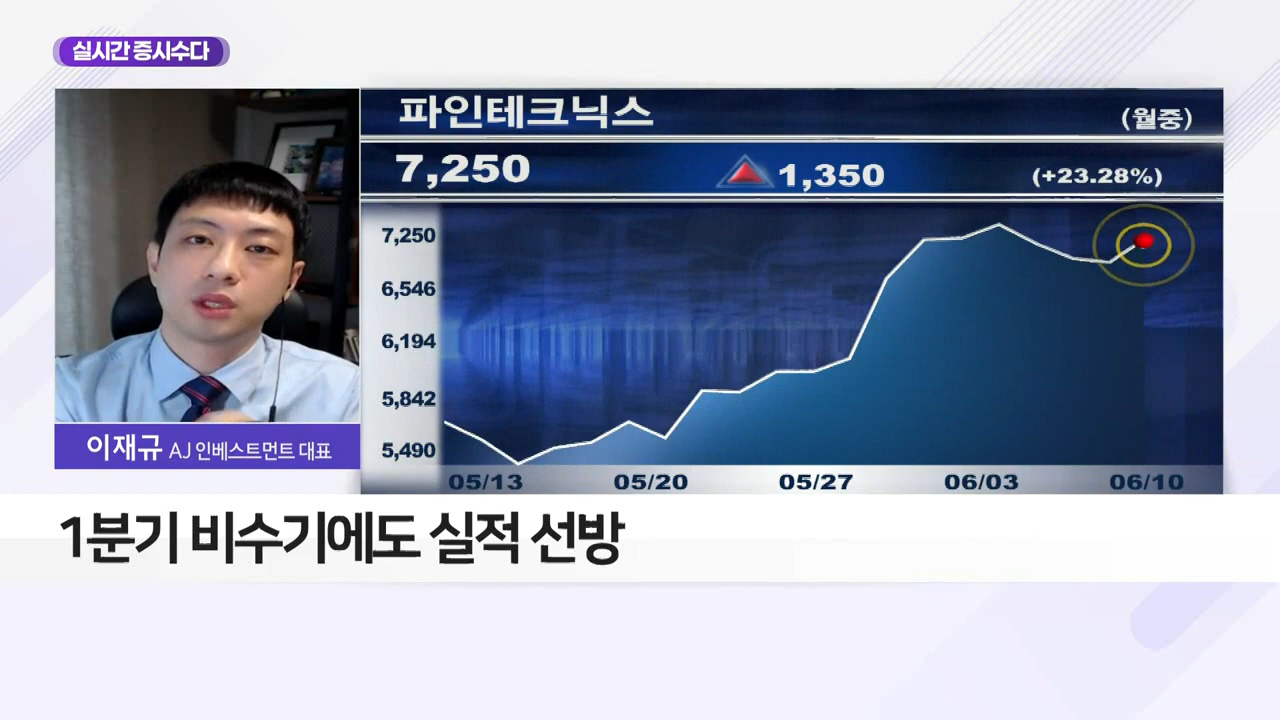 실시간 증시수다
파인테크닉스
(월중)
7,250
1,350
(+23.28%)
7,250
6,546
6,194
5,842
5,490
05/13
05/20
05/27
06/03
06/10
이재규 AJ 인베스트먼트 대표
1분기 비수기에도 실적 선방